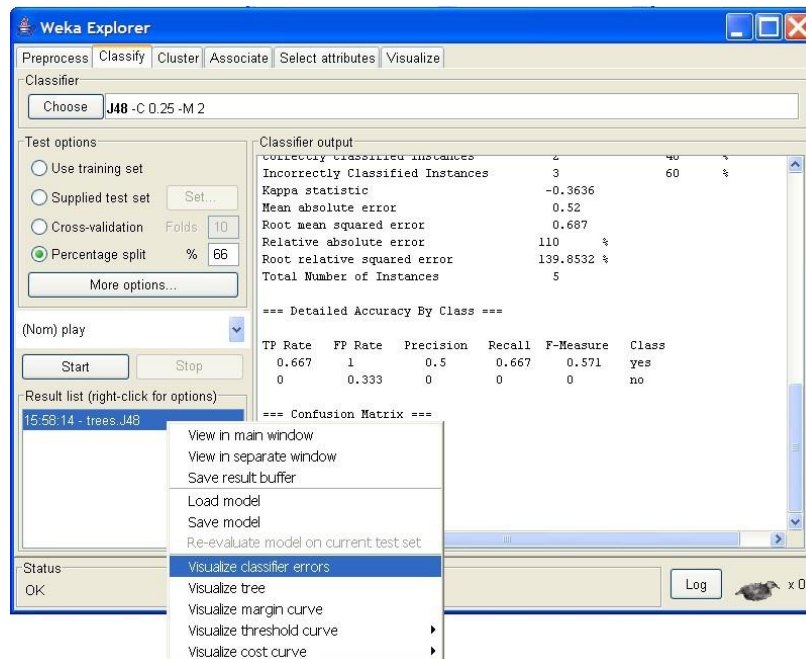 Weka Explorer
Preprocess Classify Cluster Associate Select attributes Visualize
Classifier
Choose J48 -C 0.25 -M 2
Test options
Use training set
Supplied test set Set...
Cross-validation Folds 10
Percentage split % 66
More options...
(Nom) play
Start Stop
Result list (right-click for options)
15:58:14 - trees.J48
Classifier output
Correctly Classified Instances 2 40 %
Incorrectly Classified Instances 3 60 %
Kappa statistic -0.3636
Mean absolute error 0.52
Root mean squared error 0.687
Relative absolute error 110 %
Root relative squared error 139.8532 %
Total Number of Instances 5
=== Detailed Accuracy By Class ===
TP Rate FP Rate Precision Recall F-Measure Class
0.667 1 0.5 0.667 0.571 yes
0 0.333 0 0 0 no
=== Confusion Matrix ===
View in main window
View in separate window
Save result buffer
Load model
Save model
Re-evaluate model on current test set
Visualize classifier errors
Visualize tree
Visualize margin curve
Visualize threshold curve
Visualize cost curve
Status
OK
Log x 0